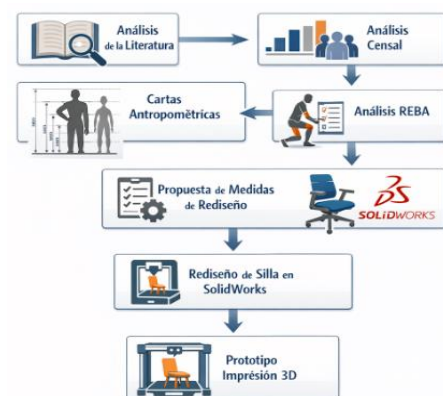 Análisis
de la Literatura
Análisis
Censal
Cartas
Antropométricas
Análisis REBA
Propuesta de Medidas
de Rediseño
SOLIDWORKS
Rediseño de Silla en
SolidWorks
Prototipo
Impresión 3D